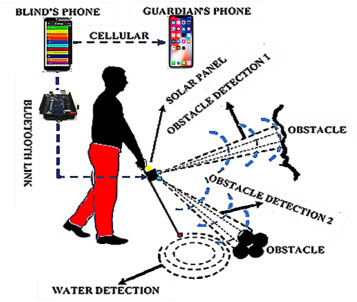 BLIND'S PHONE
GUARDIAN'S PHONE
CELLULAR
BLUETOOTH LINK
SOLAR PANEL
OBSTACLE DETECTION 1
OBSTACLE
OBSTACLE DETECTION 2
OBSTACLE
WATER DETECTION